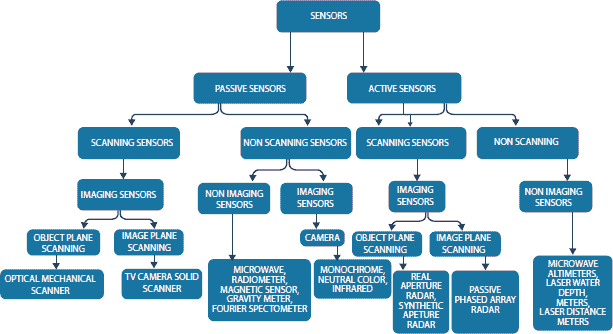 SENSORS
PASSIVE SENSORS
ACTIVE SENSORS
SCANNING SENSORS
NON SCANNING SENSORS
SCANNING SENSORS
NON SCANNING
IMAGING SENSORS
NON IMAGING
SENSORS
IMAGING
SENSORS
IMAGING
SENSORS
NON IMAGING
SENSORS
OBJECT PLANE
SCANNING
IMAGE PLANE
SCANNING
CAMERA
OBJECT PLANE
SCANNING
IMAGE PLANE
SCANNING
OPTICAL MECHANICAL
SCANNER
TV CAMERA SOLID
SCANNER
MICROWAVE,
RADIOMETER,
MAGNETIC SENSOR,
GRAVITY METER,
FOURIER SPECTOMETER
MONOCHROME,
NEUTRAL COLOR,
INFRARED
REAL
APERTURE
RADAR,
SYNTHETIC
APETURE
RADAR
PASSIVE
PHASED ARRAY
RADAR
MICROWAVE
ALTIMETERS,
LASER WATER
DEPTH,
METERS,
LASER DISTANCE
METERS